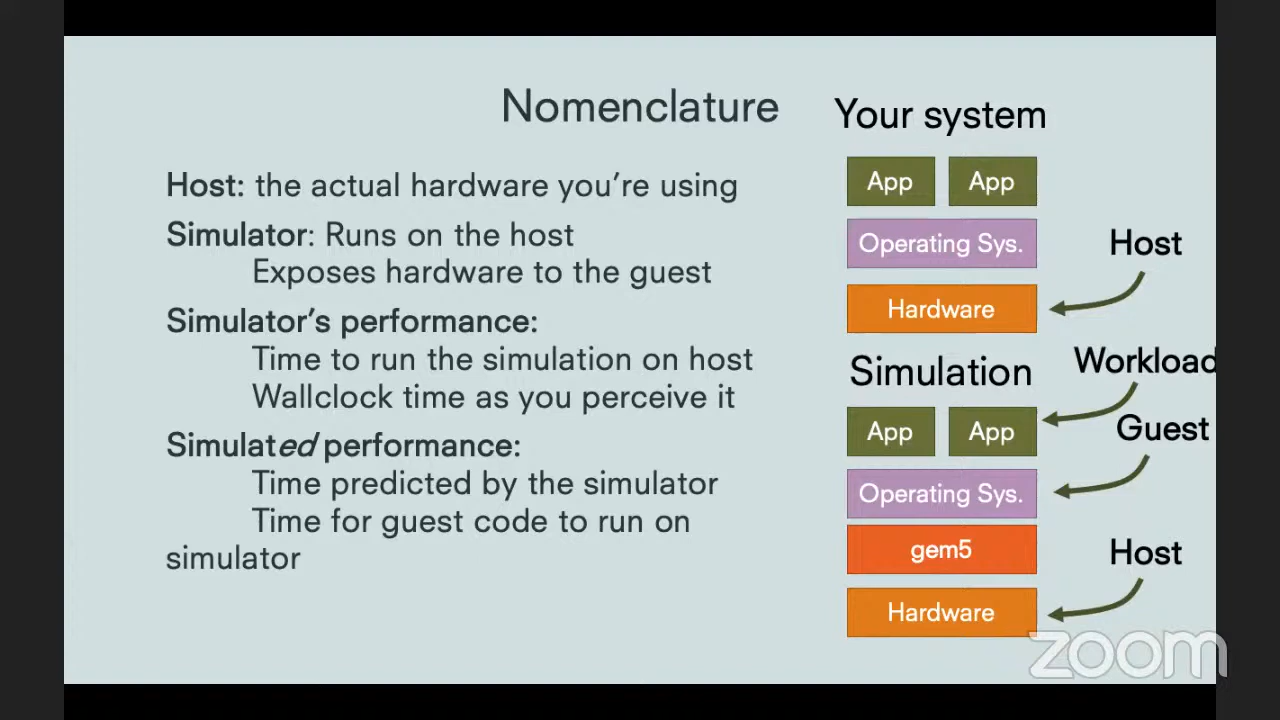 Nomenclature
Host: the actual hardware you're using
Simulator: Runs on the host
Exposes hardware to the guest
Simulator's performance:
Time to run the simulation on host
Wallclock time as you perceive it
Simulated performance:
Time predicted by the simulator
Time for guest code to run on
simulator
Your system
App App
Operating Sys.
Host
Hardware
Simulation
Workload
App App
Guest
Operating Sys.
gem5
Host
Hardware
zoom